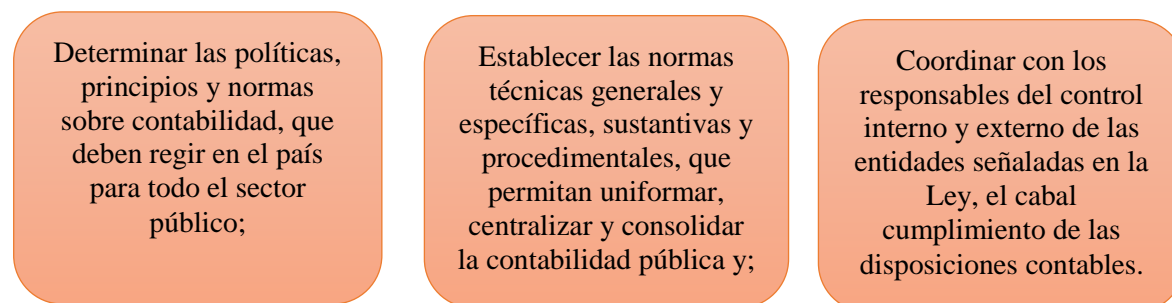 Determinar las políticas,
principios y normas
sobre contabilidad, que
deben regir en el país
para todo el sector
público;
Establecer las normas
técnicas generales y
específicas, sustantivas y
procedimentales, que
permitan uniformar,
centralizar y consolidar
la contabilidad pública y;
Coordinar con los
responsables del control
interno y externo de las
entidades señaladas en la
Ley, el cabal
cumplimiento de las
disposiciones contables.